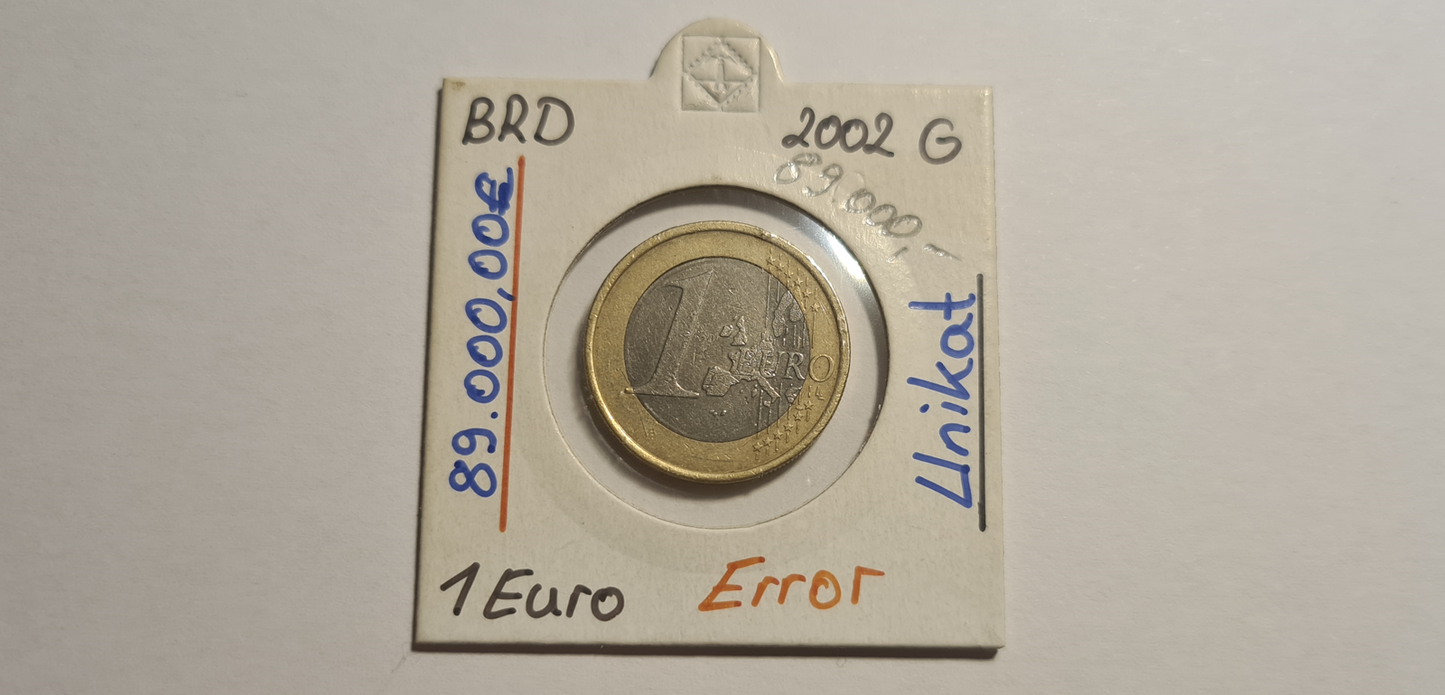 BRD
2002 G
89.000,-
89.000,00€
1
EURO
Unikat
1 Euro
Error